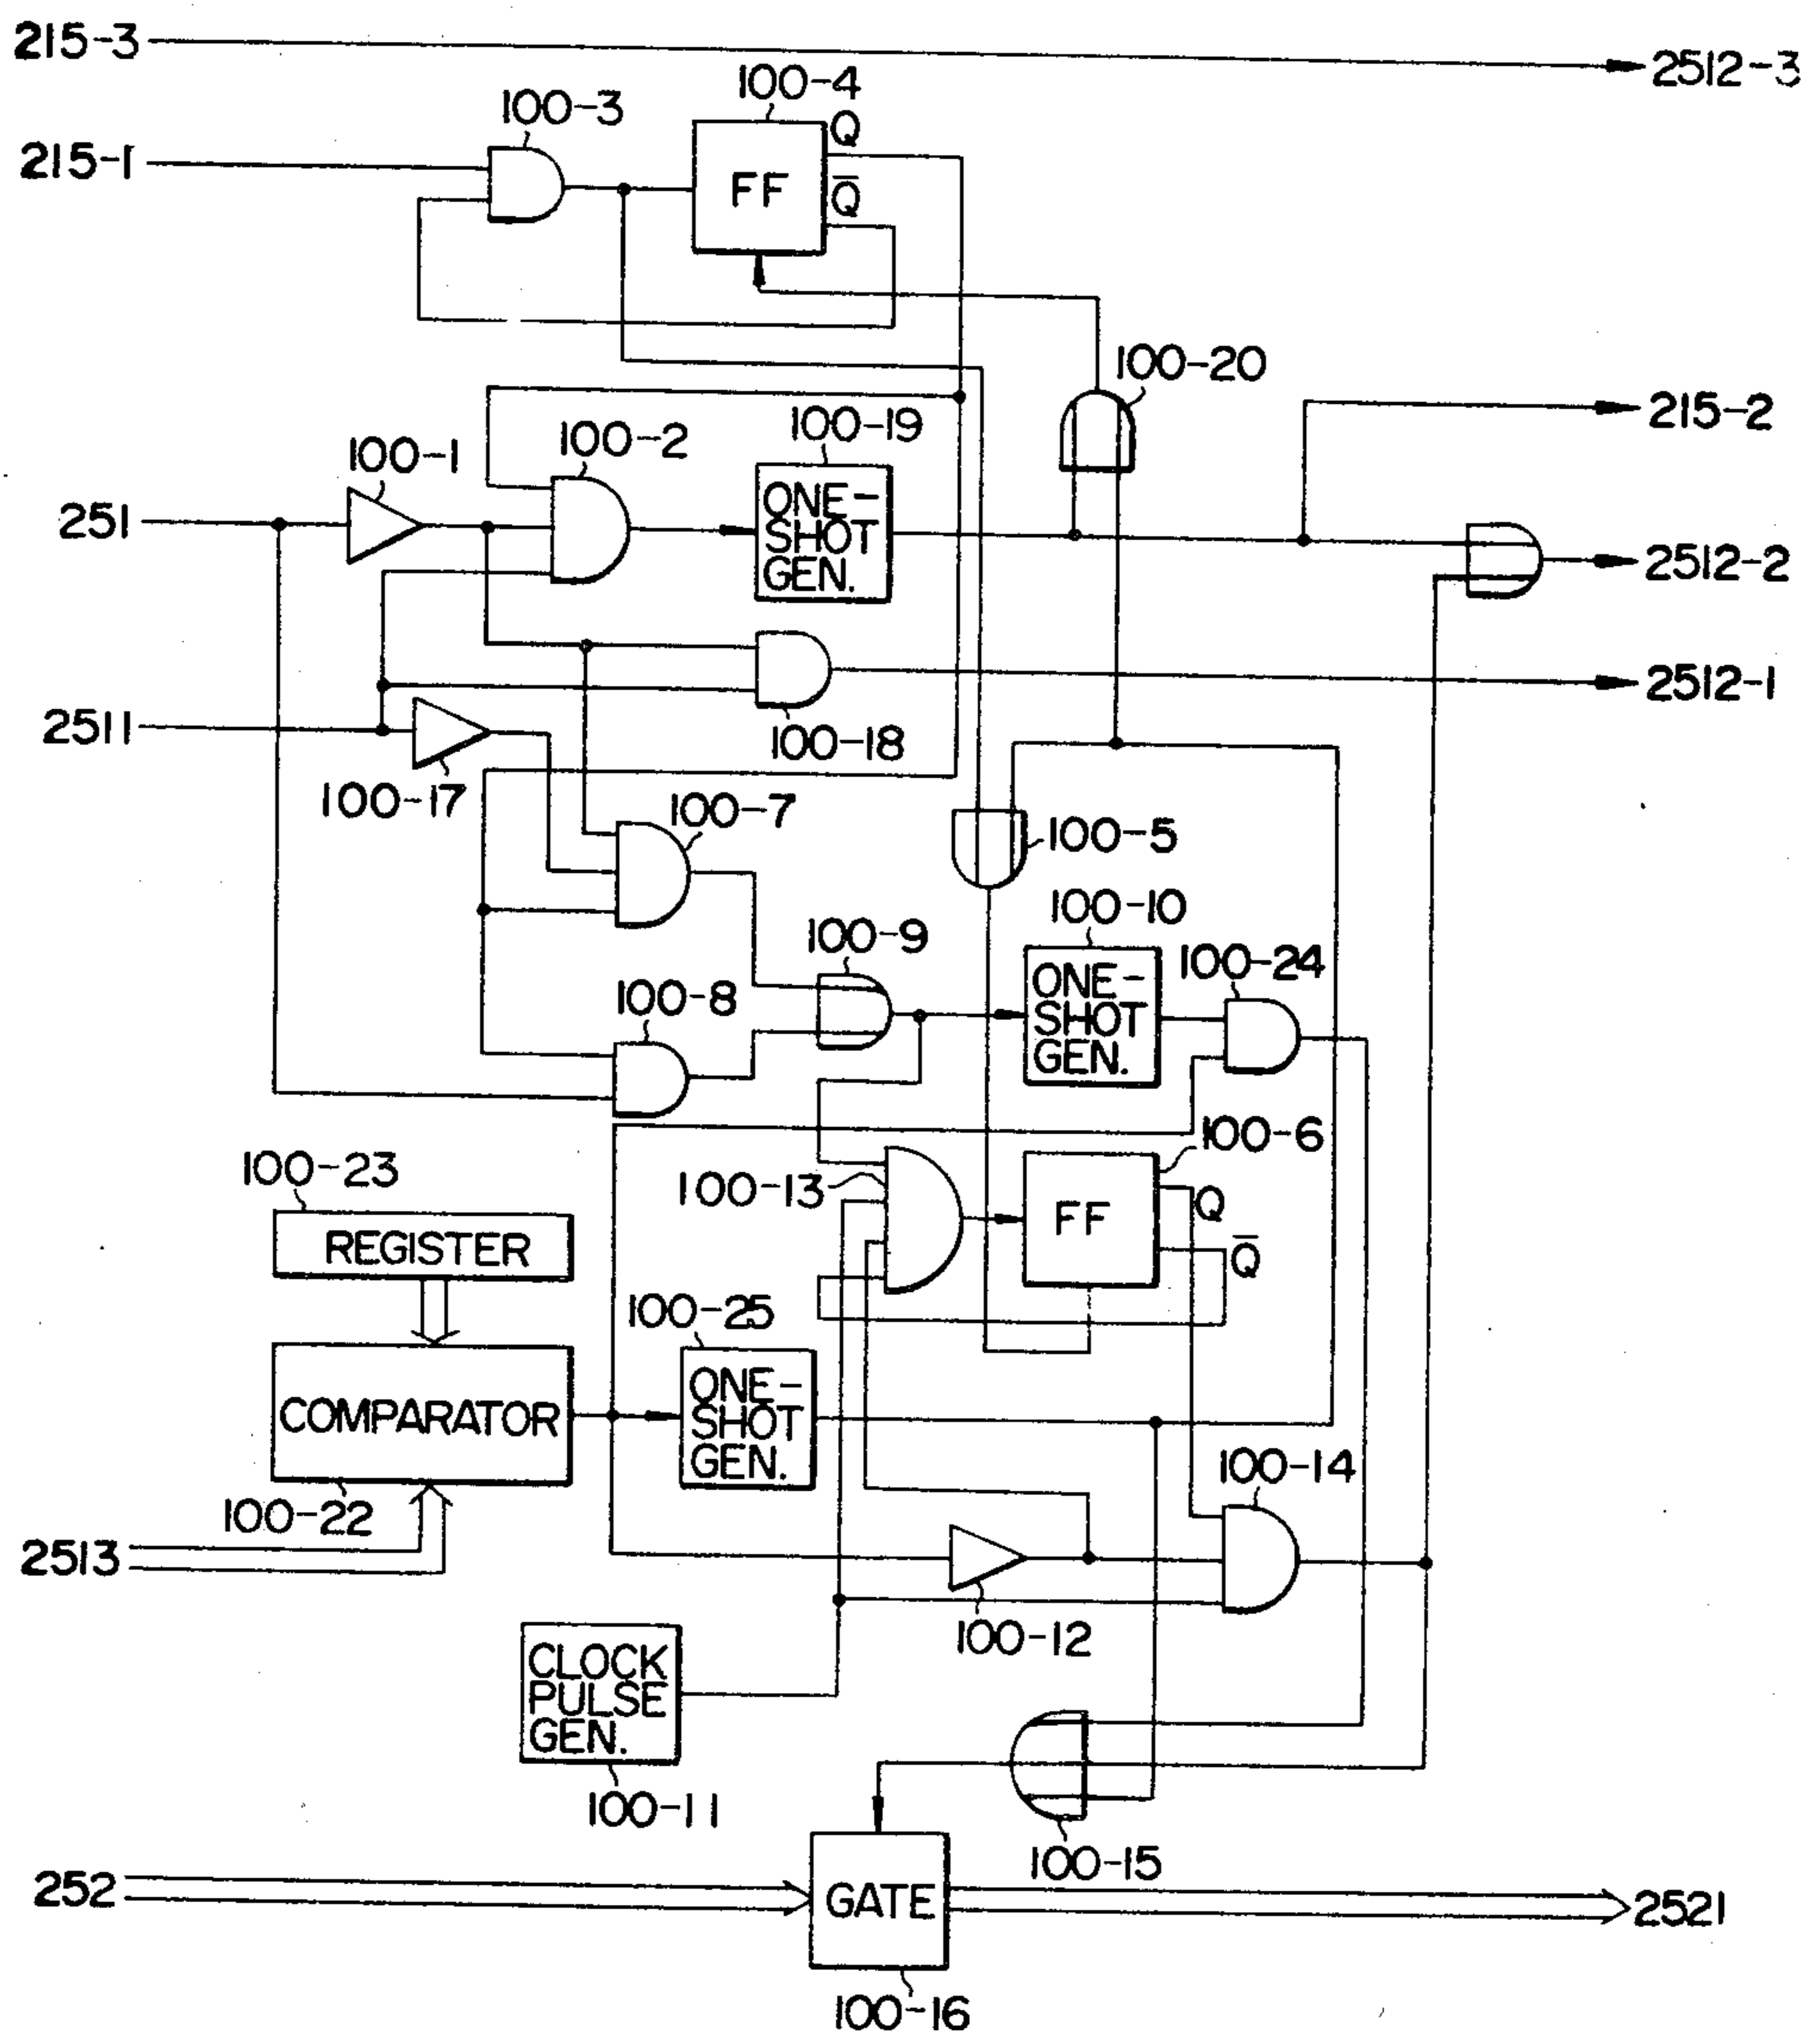 215-3
2512-3
100-4
100-3
Q
215-1
FF
Q̅
100-20
215-2
100-19
100-2
100-1
251
ONE-
SHOT
GEN.
2512-2
2512-1
2511
100-18
100-17
100-7
100-5
100-10
100-9
100-24
100-8
ONE-
SHOT
GEN.
100-6
100-23
100-13
Q
FF
REGISTER
Q̅
100-25
ONE-
SHOT
GEN.
COMPARATOR
100-14
100-22
2513
100-12
CLOCK
PULSE
GEN.
100-11
100-15
252
GATE
2521
100-16